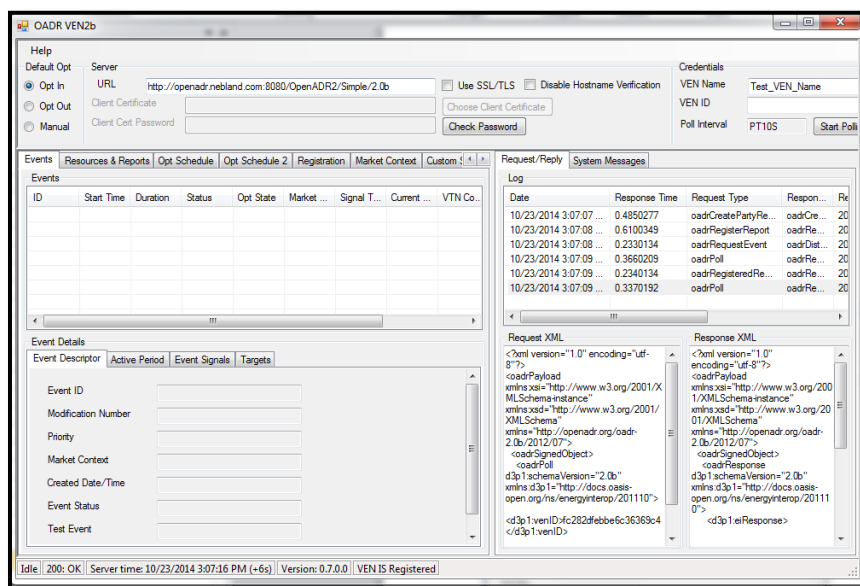 OADR VEN2b
Help
Default Opt
Server
Credentials
Opt In
URL
http://openadr.nebland.com:8080/OpenADR2/Simple/2.0b
Use SSL/TLS
Disable Hostname Verification
VEN Name
Test_VEN_Name
Opt Out
Client Certificate
Choose Client Certificate
VEN ID
Manual
Client Cert Password
Check Password
Poll Interval
PT10S
Start Polli
Events
Resources & Reports
Opt Schedule
Opt Schedule 2
Registration
Market Context
Custom S
Events
ID Start Time Duration Status Opt State Market ... Signal T... Current ... VTN Co..
Event Details
Event Descriptor
Active Period
Event Signals
Targets
Event ID
Modification Number
Priority
Market Context
Created Date/Time
Event Status
Test Event
Request/Reply
System Messages
Log
Date Response Time Request Type Respon... Re
10/23/2014 3:07:07 ... 0.4850277 oadrCreatePartyRe... oadrCre... 20
10/23/2014 3:07:08 ... 0.6100349 oadrRegisterReport oadrRe... 20
10/23/2014 3:07:08 ... 0.2330134 oadrRequestEvent oadrDist... 20
10/23/2014 3:07:09 ... 0.3660209 oadrPoll oadrRe... 20
10/23/2014 3:07:09 ... 0.2340134 oadrRegisteredRe... oadrRe... 20
10/23/2014 3:07:09 ... 0.3370192 oadrPoll oadrRe... 20
Request XML
<?xml version="1.0" encoding="utf-
8"?>
<oadrPayload
xmlns:xsi="http://www.w3.org/2001/X
MLSchema-instance"
xmlns:xsd="http://www.w3.org/2001/
XMLSchema"
xmlns="http://openadr.org/oadr-
2.0b/2012/07">
<oadrSignedObject>
<oadrPoll
d3p1:schemaVersion="2.0b"
xmlns:d3p1="http://docs.oasis-
open.org/ns/energyinterop/201110">
<d3p1:venID>fc282dfebbe6c36369c4
</d3p1:venID>
Response XML
<?xml version="1.0"
encoding="utf-8"?>
<oadrPayload
xmlns:xsi="http://www.w3.org/200
1/XMLSchema-instance"
xmlns:xsd="http://www.w3.org/20
01/XMLSchema"
xmlns="http://openadr.org/oadr-
2.0b/2012/07">
<oadrSignedObject>
<oadrResponse
d3p1:schemaVersion="2.0b"
xmlns:d3p1="http://docs.oasis-
open.org/ns/energyinterop/20111
0">
<d3p1:eiResponse>
Idle
200: OK
Server time: 10/23/2014 3:07:16 PM (+6s)
Version: 0.7.0.0
VEN IS Registered